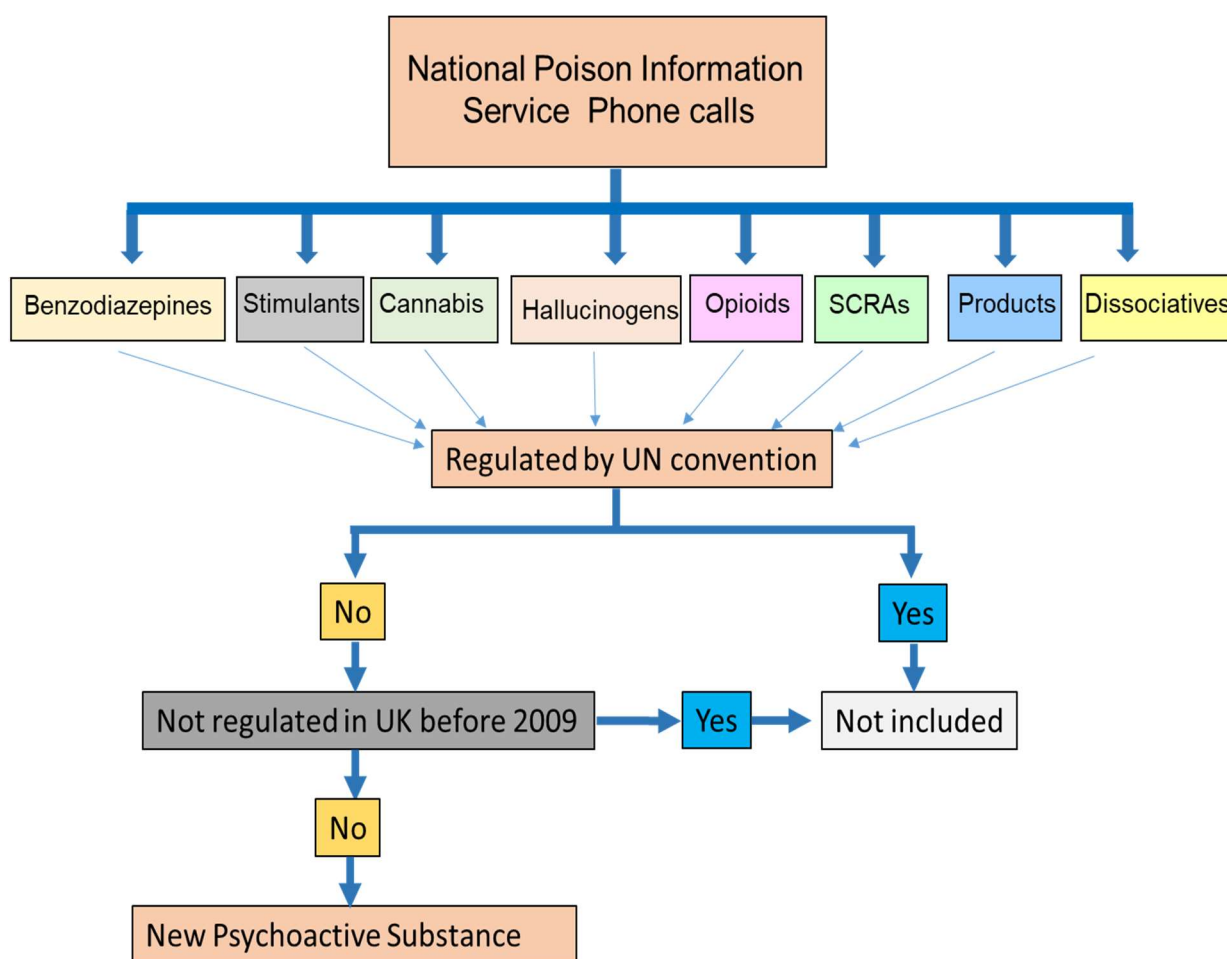 National Poison Information
Service Phone calls
Benzodiazepines
Stimulants
Cannabis
Hallucinogens
Opioids
SCRAs
Products
Dissociatives
Regulated by UN convention
No
Yes
Not regulated in UK before 2009
Yes
Not included
No
New Psychoactive Substance